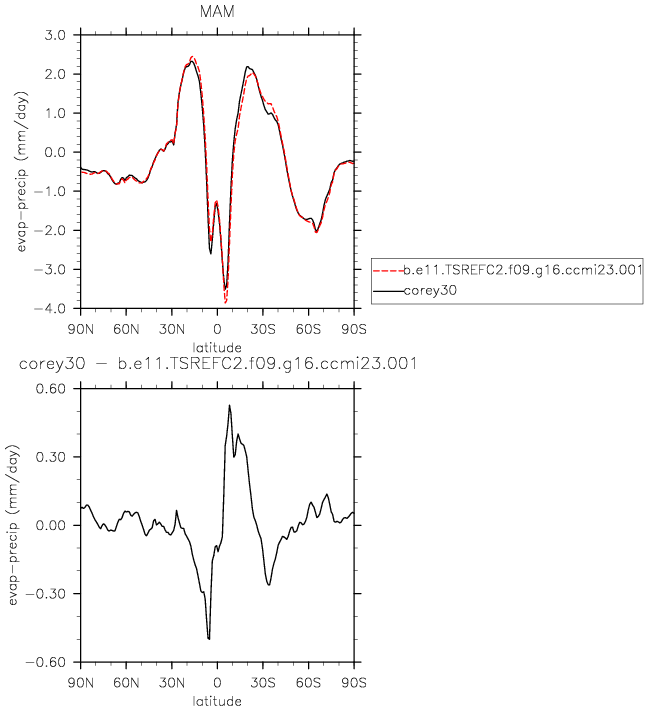 MAM
3.0
2.0
1.0
0.0
−1.0
−2.0
−3.0
−4.0
evap−precip (mm/day)
90N 60N 30N 0 30S 60S 90S
latitude
b.e11.TSREFC2.f09.g16.ccmi23.001
corey30
corey30 − b.e11.TSREFC2.f09.g16.ccmi23.001
0.60
0.30
0.00
−0.30
−0.60
evap−precip (mm/day)
90N 60N 30N 0 30S 60S 90S
latitude